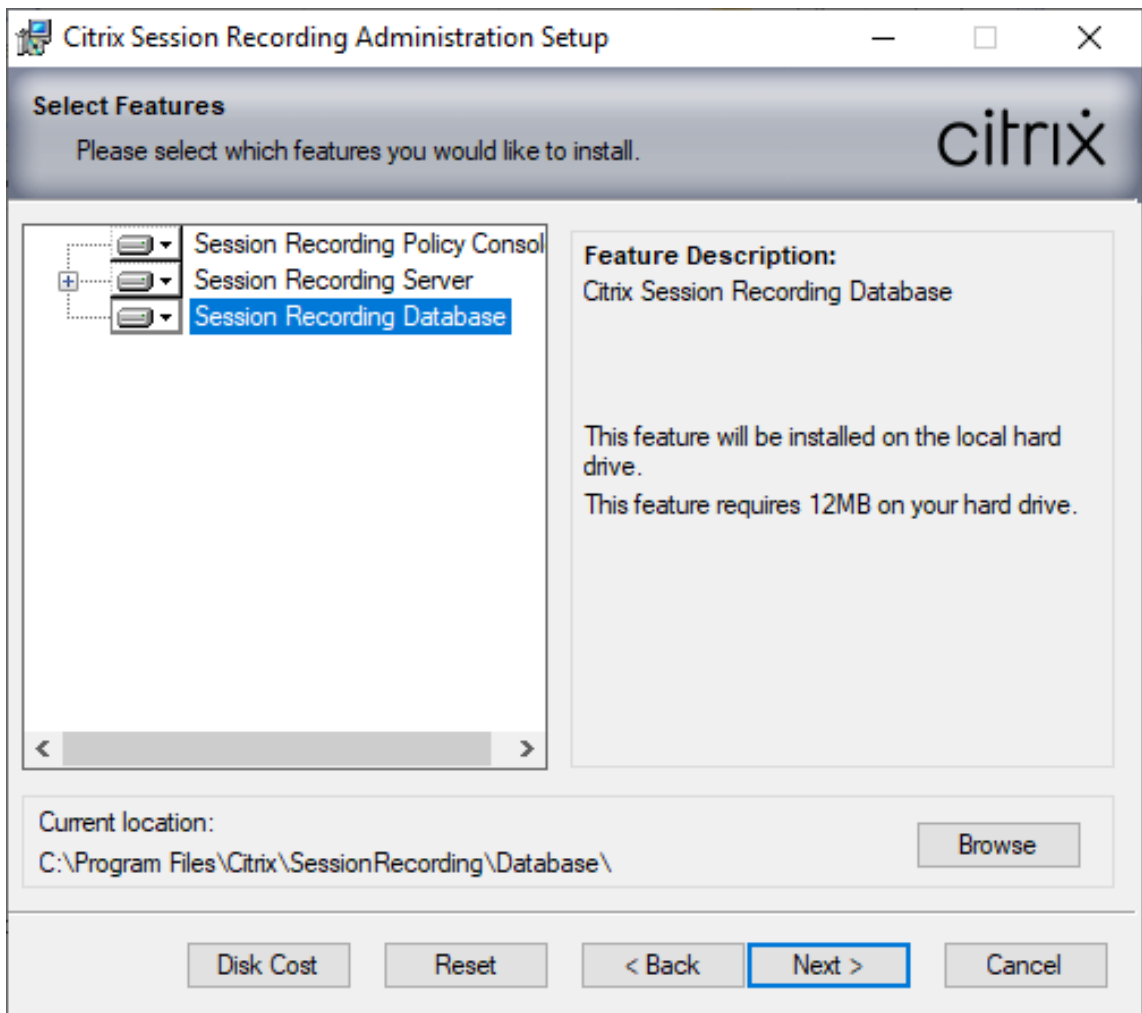 Citrix Session Recording Administration Setup
Select Features
Please select which features you would like to install.
citrix
Session Recording Policy Consol
Session Recording Server
Session Recording Database
Feature Description:
Citrix Session Recording Database
This feature will be installed on the local hard
drive.
This feature requires 12MB on your hard drive.
Current location:
C:\Program Files\Citrix\SessionRecording\Database\
Browse
Disk Cost
Reset
< Back
Next >
Cancel